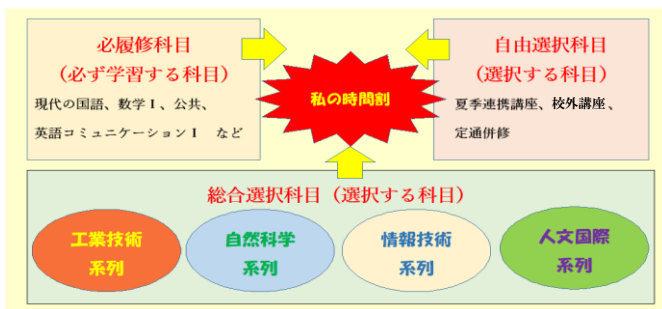 必履修科目
（必ず学習する科目）
現代の国語、数学Ⅰ、公共、
英語コミュニケーションⅠ　など
私の時間割
自由選択科目
（選択する科目）
夏季連携講座、校外講座、
定通併修
総合選択科目（選択する科目）
工業技術
系列
自然科学
系列
情報技術
系列
人文国際
系列